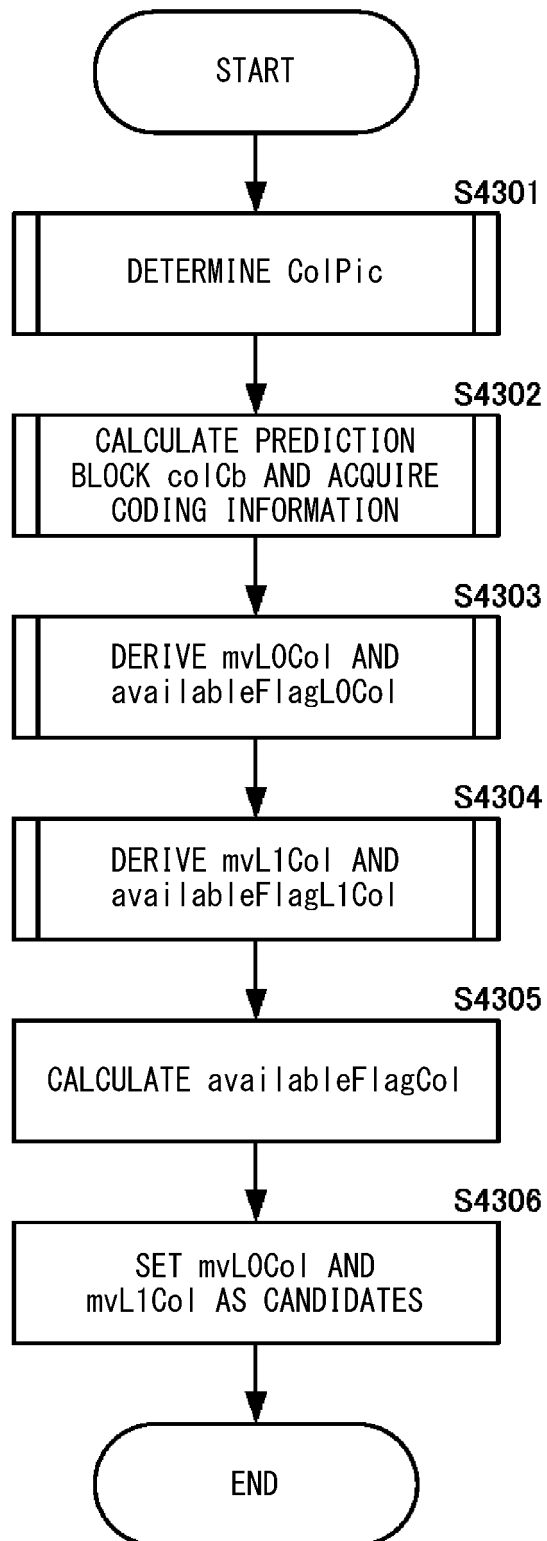 START
S4301
DETERMINE ColPic
S4302
CALCULATE PREDICTION
BLOCK colCb AND ACQUIRE
CODING INFORMATION
S4303
DERIVE mvL0Col AND
availableFlagL0Col
S4304
DERIVE mvL1Col AND
availableFlagL1Col
S4305
CALCULATE availableFlagCol
S4306
SET mvL0Col AND
mvL1Col AS CANDIDATES
END